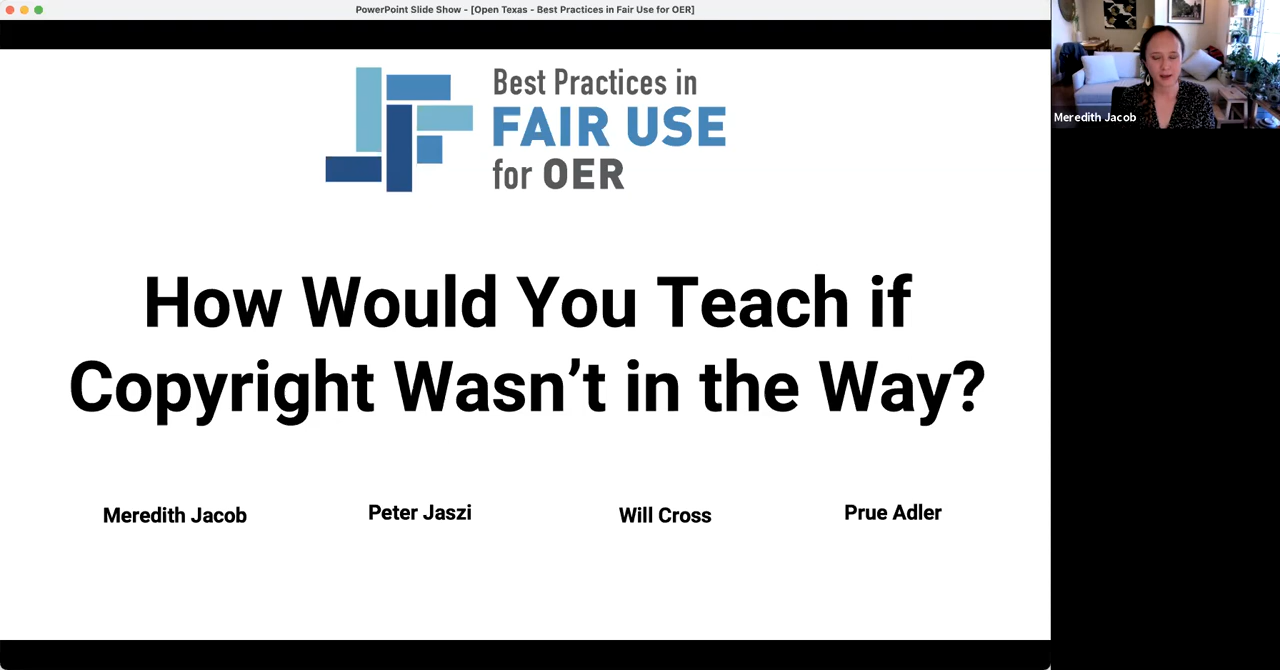 PowerPoint Slide Show - [Open Texas - Best Practices in Fair Use for OER]
Best Practices in
FAIR USE
for OER
How Would You Teach if
Copyright Wasn’t in the Way?
Meredith Jacob
Peter Jaszi
Will Cross
Prue Adler
Meredith Jacob